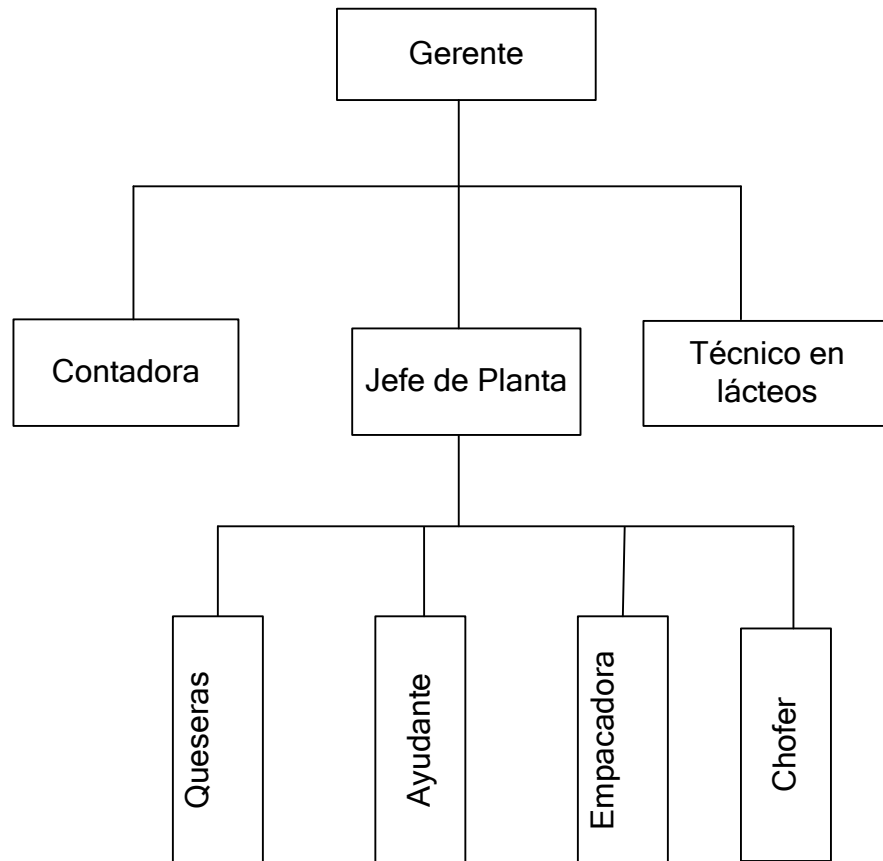 Gerente
Contadora
Jefe de Planta
Técnico en
lácteos
Queseras
Ayudante
Empacadora
Chofer